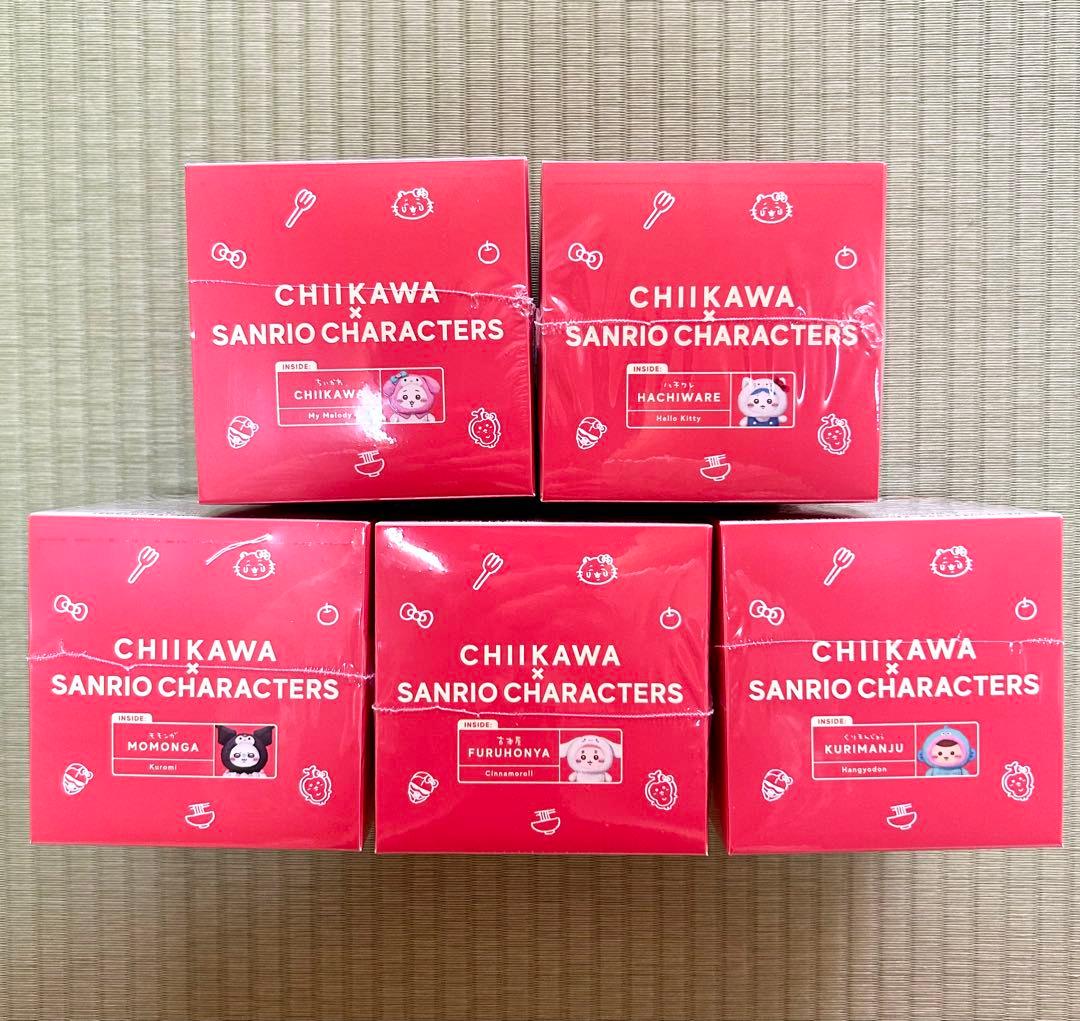 CHIIKAWA
×
SANRIO CHARACTERS
INSIDE:
ちいかわ
CHIIKAWA
My Melody
CHIIKAWA
×
SANRIO CHARACTERS
INSIDE:
ハチワレ
HACHIWARE
Hello Kitty
CHIIKAWA
×
SANRIO CHARACTERS
INSIDE:
モモンガ
MOMONGA
Kuromi
CHIIKAWA
×
SANRIO CHARACTERS
INSIDE:
古本屋
FURUHONYA
Cinnamoroll
CHIIKAWA
×
SANRIO CHARACTERS
INSIDE:
くりまんじゅう
KURIMANJU
Hangyodon